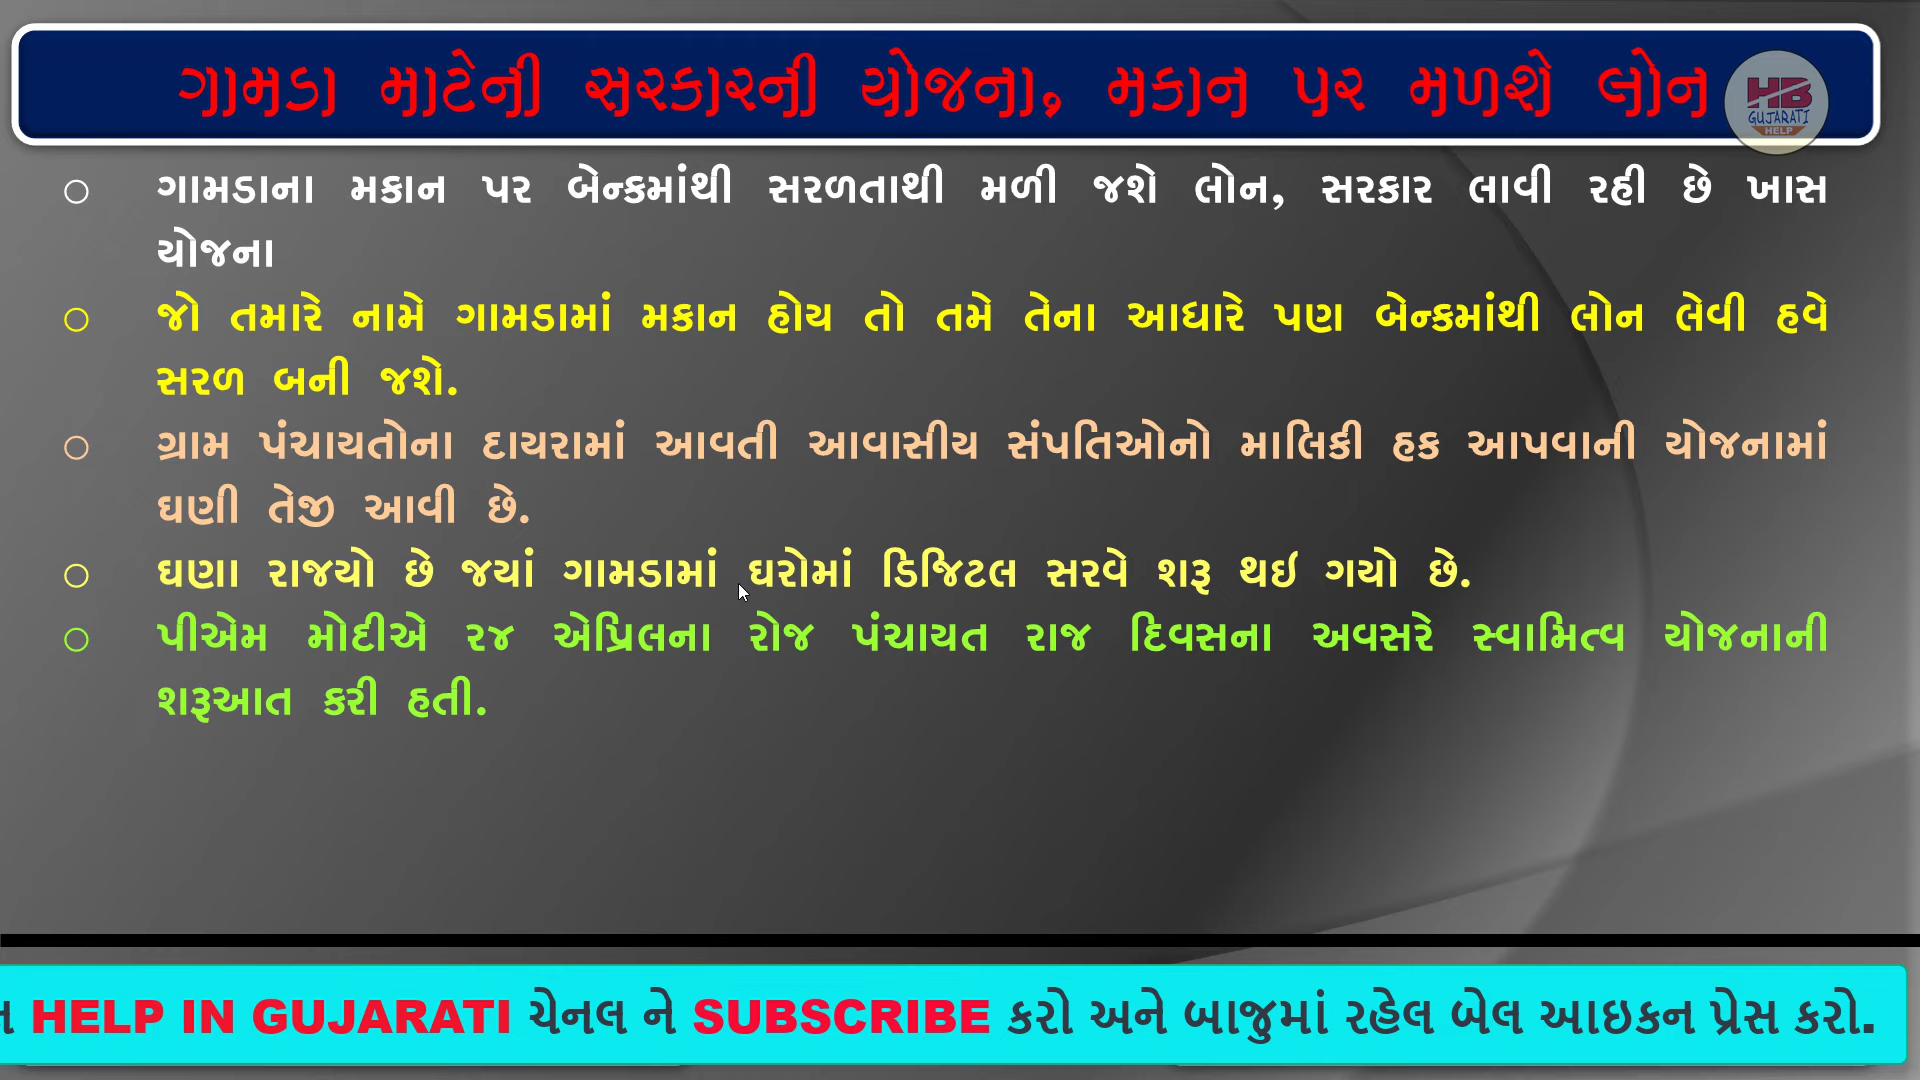 ગામડા માટેની સરકારની યોજના, મકાન પર મળશે લોન
HB
GUJARATI
HELP
ગામડાના મકાન પર બેન્કમાંથી સરળતાથી મળી જશે લોન, સરકાર લાવી રહી છે ખાસ
યોજના
જો તમારે નામે ગામડામાં મકાન હોય તો તમે તેના આધારે પણ બેન્કમાંથી લોન લેવી હવે
સરળ બની જશે.
ગ્રામ પંચાયતોના દાયરામાં આવતી આવાસીય સંપતિઓનો માલિકી હક આપવાની યોજનામાં
ઘણી તેજી આવી છે.
ઘણા રાજયો છે જયાં ગામડામાં ઘરોમાં ડિજિટલ સરવે શરૂ થઈ ગયો છે.
પીએમ મોદીએ ૨૪ એપ્રિલના રોજ પંચાયત રાજ દિવસના અવસરે સ્વામિત્વ યોજનાની
શરૂઆત કરી હતી.
HELP IN GUJARATI ચેનલ ને SUBSCRIBE કરો અને બાજુમાં રહેલ બેલ આઇકન પ્રેસ કરો.